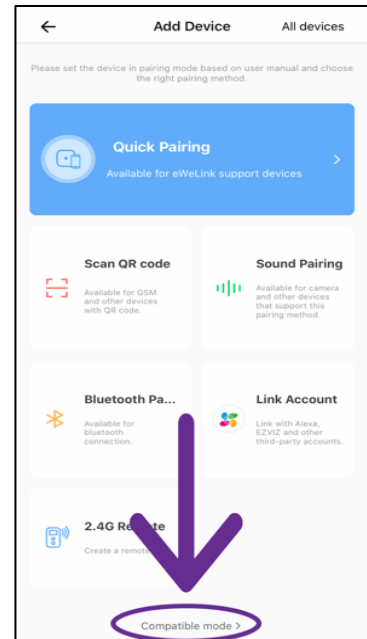 Add Device
All devices
Please set the device in pairing mode based on user manual and choose
the right pairing method.
Quick Pairing
Available for eWeLink support devices
Scan QR code
Available for GSM
and other devices
with QR code.
Sound Pairing
Available for camera
and other devices
that support this
pairing method.
Bluetooth Pa...
Available for
bluetooth
connection.
Link Account
Link with Alexa,
EZVIZ and other
third-party accounts.
2.4G
Create a remote
Compatible mode >